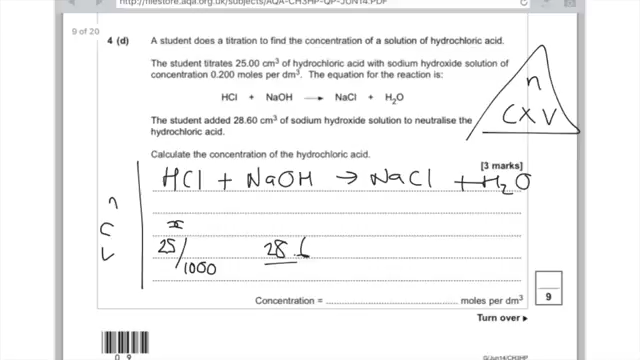 http://filestore.aqa.org.uk/subjects/AQA-CH3HP-QP-JUN14.PDF
9 of 20
4 (d) A student does a titration to find the concentration of a solution of hydrochloric acid.
The student titrates 25.00 cm³ of hydrochloric acid with sodium hydroxide solution of
concentration 0.200 moles per dm³. The equation for the reaction is:
HCl + NaOH → NaCl + H₂O
The student added 28.60 cm³ of sodium hydroxide solution to neutralise the
hydrochloric acid.
n
C X V
Calculate the concentration of the hydrochloric acid.
[3 marks]
HCl + NaOH → NaCl + H₂O
n
C x
V 25/1000 28.6
Concentration = moles per dm³
9
Turn over ▶
0 9
G/Jun14/CH3HP